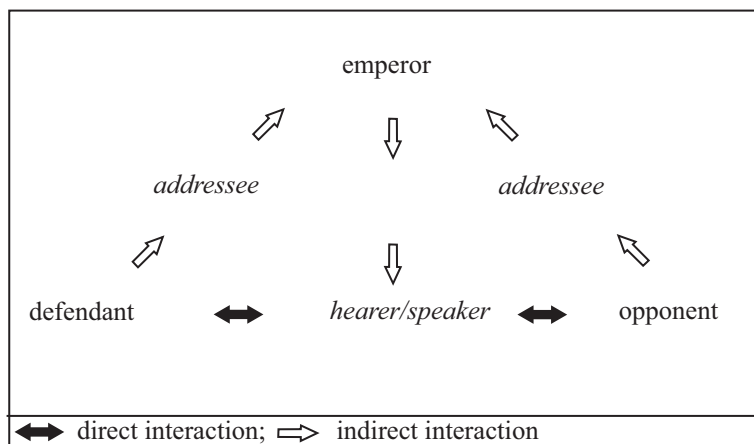 emperor
addressee addressee
defendant hearer/speaker opponent
direct interaction; indirect interaction